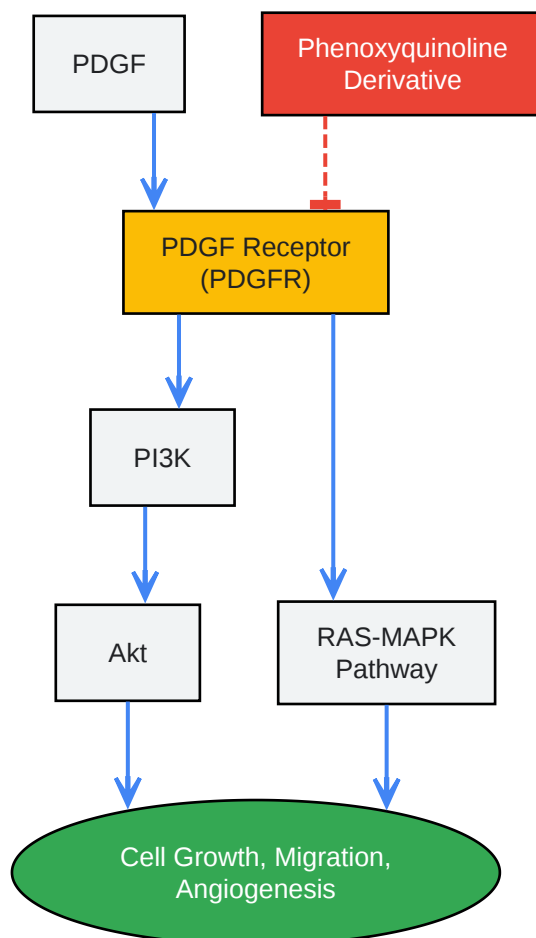 PDGF
Phenoxyquinoline
Derivative
PDGF Receptor
(PDGFR)
PI3K
Akt
RAS-MAPK
Pathway
Cell Growth, Migration,
Angiogenesis